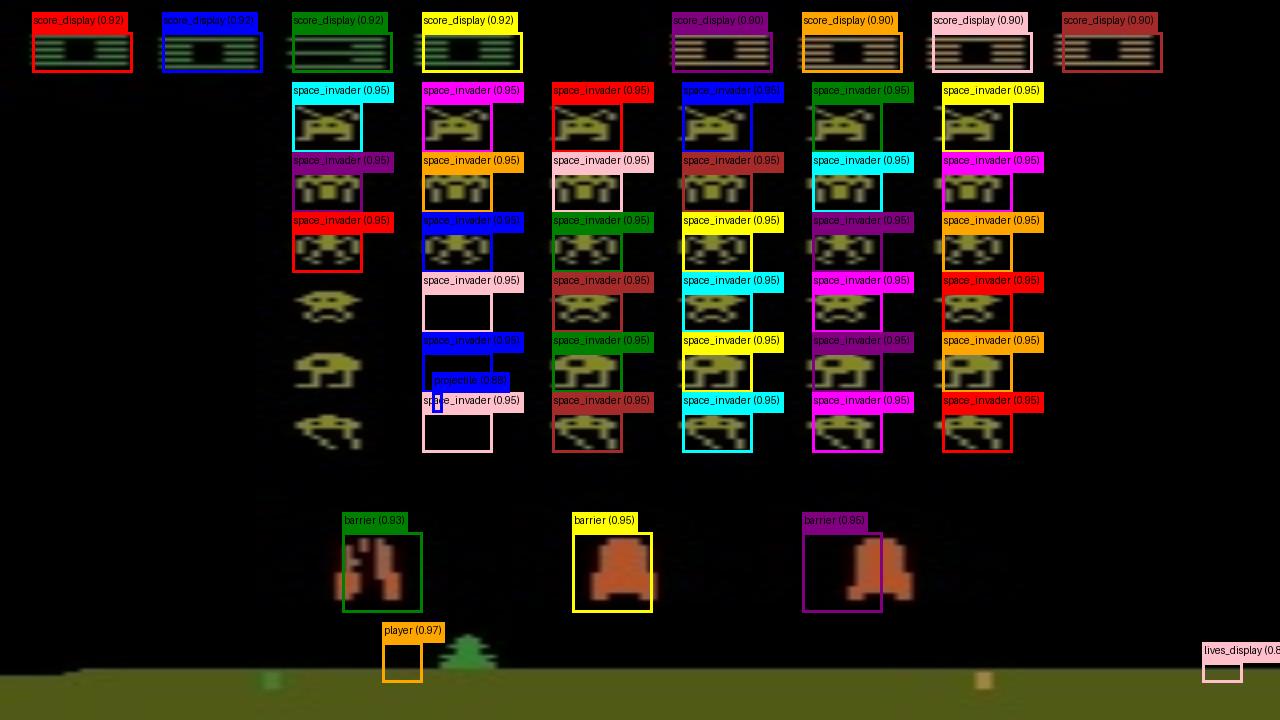 score_display (0.92) score_display (0.92) score_display (0.92) score_display (0.92) score_display (0.90) score_display (0.90) score_display (0.90) score_display (0.90)
space_invader (0.95) space_invader (0.95) space_invader (0.95) space_invader (0.95) space_invader (0.95) space_invader (0.95)
space_invader (0.95) space_invader (0.95) space_invader (0.95) space_invader (0.95) space_invader (0.95) space_invader (0.95)
space_invader (0.95) space_invader (0.95) space_invader (0.95) space_invader (0.95) space_invader (0.95) space_invader (0.95)
space_invader (0.95) space_invader (0.95) space_invader (0.95) space_invader (0.95) space_invader (0.95)
space_invader (0.95) space_invader (0.95) space_invader (0.95) space_invader (0.95) space_invader (0.95)
projectile (0.88)
space_invader (0.95) space_invader (0.95) space_invader (0.95) space_invader (0.95) space_invader (0.95)
barrier (0.93) barrier (0.95) barrier (0.95)
player (0.97)
lives_display (0.8